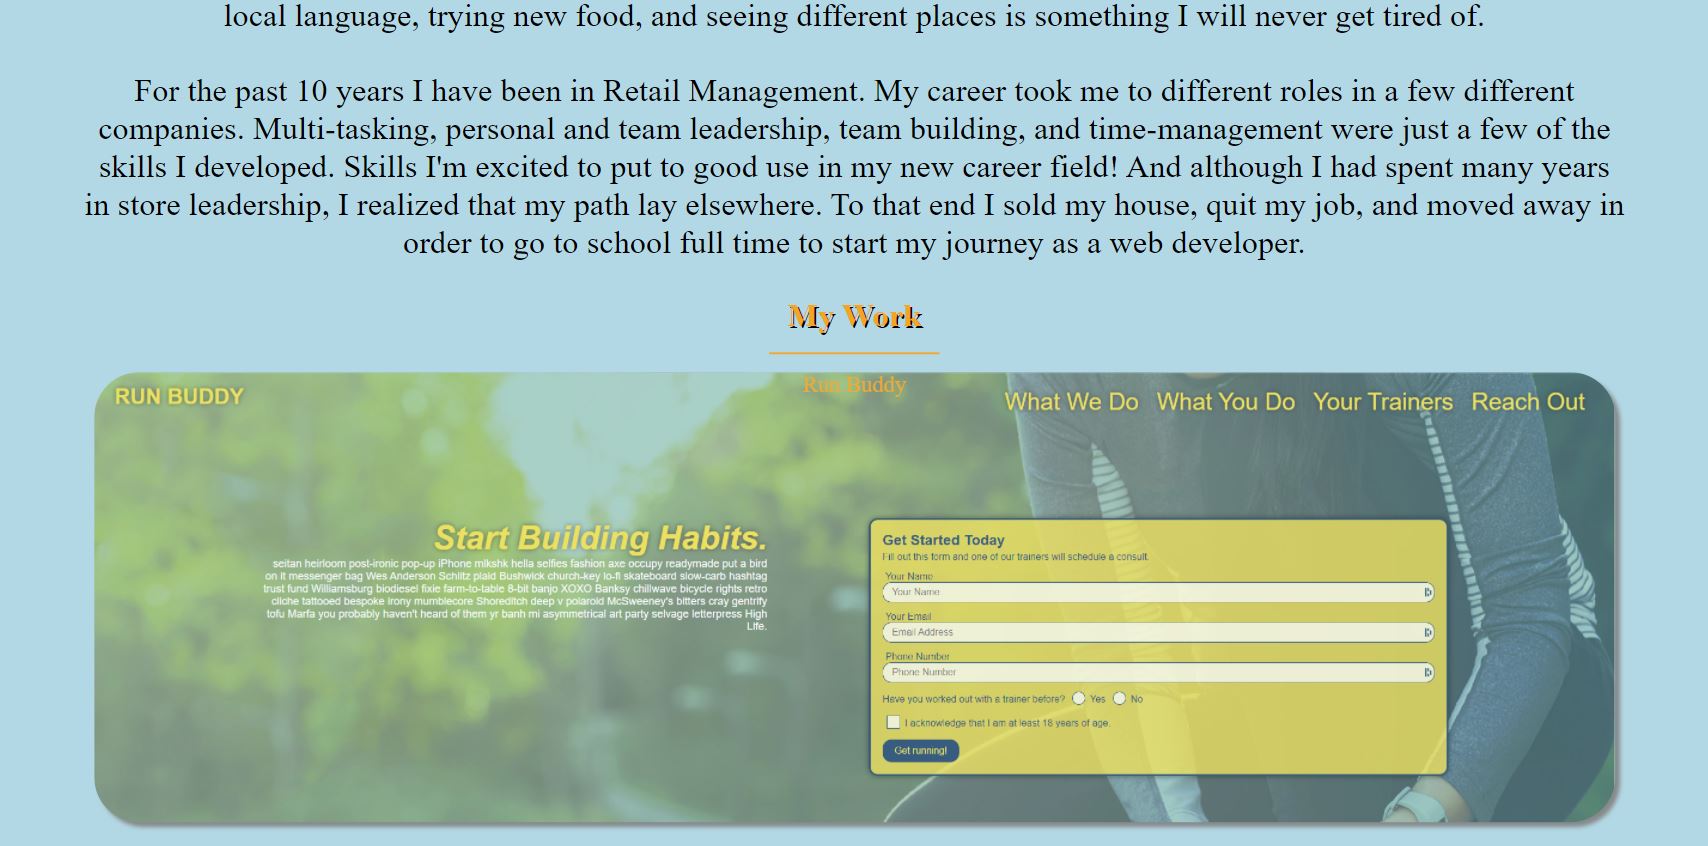 local language, trying new food, and seeing different places is something I will never get tired of.
For the past 10 years I have been in Retail Management. My career took me to different roles in a few different
companies. Multi-tasking, personal and team leadership, team building, and time-management were just a few of the
skills I developed. Skills I'm excited to put to good use in my new career field! And although I had spent many years
in store leadership, I realized that my path lay elsewhere. To that end I sold my house, quit my job, and moved away in
order to go to school full time to start my journey as a web developer.
My Work
Run Buddy
RUN BUDDY
What We Do What You Do Your Trainers Reach Out
Start Building Habits.
seitan heirloom post-ironic pop-up iPhone mlkshk hella selfies fashion axe occupy readymade put a bird
on it messenger bag Wes Anderson Schlitz plaid Bushwick church-key lo-fi skateboard slow-carb hashtag
trust fund Williamsburg biodiesel fixie farm-to-table 8-bit banjo XOXO Banksy chillwave bicycle rights retro
cliche tattooed bespoke irony mumblecore Shoreditch deep v polaroid McSweeney's bitters cray gentrify
tofu Marfa you probably haven't heard of them yr banh mi asymmetrical art party selvage letterpress High
Life.
Get Started Today
Fill out this form and one of our trainers will schedule a consult.
Your Name
Your Name
Your Email
Email Address
Phone Number
Phone Number
Have you worked out with a trainer before? Yes No
I acknowledge that I am at least 18 years of age.
Get running!